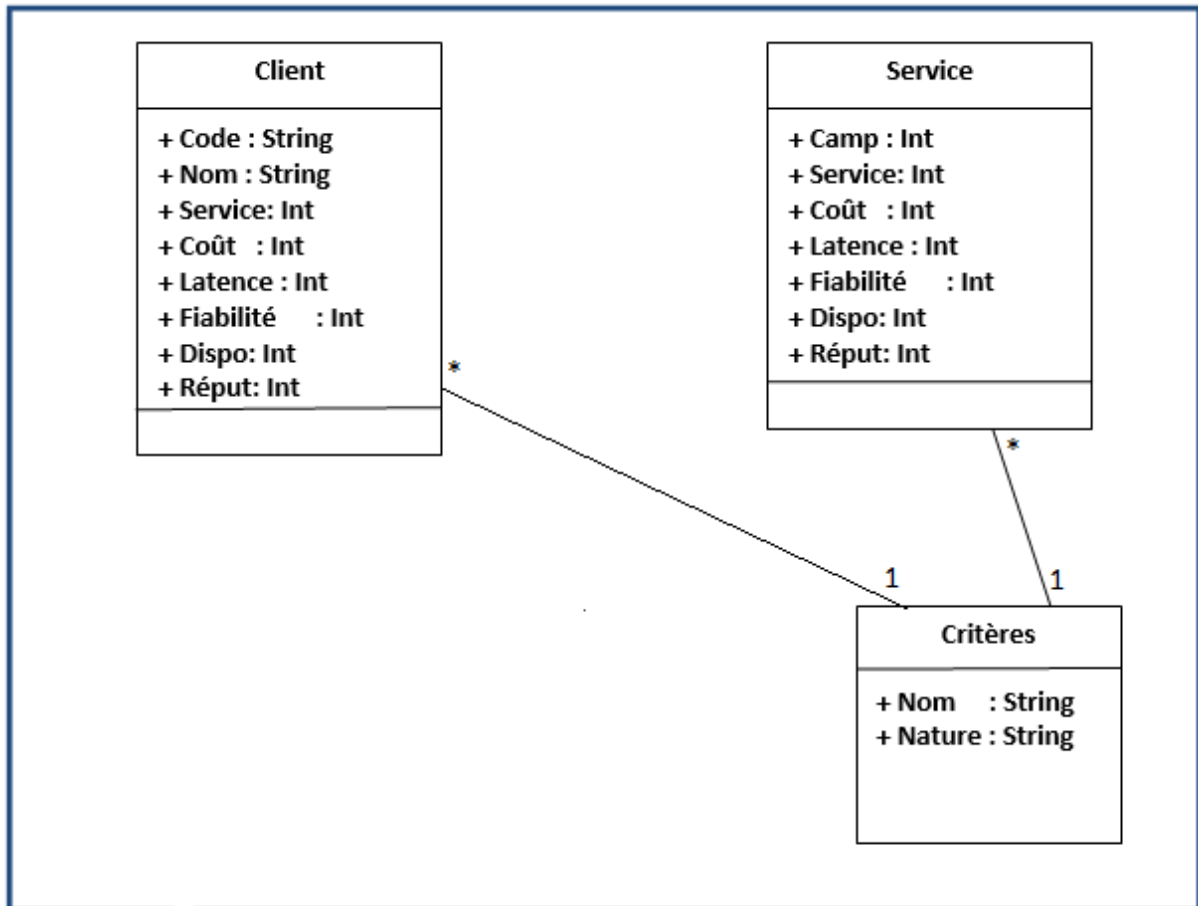 Client
+ Code : String
+ Nom : String
+ Service: Int
+ Coût : Int
+ Latence : Int
+ Fiabilité : Int
+ Dispo: Int
+ Réput: Int
*
Service
+ Camp : Int
+ Service: Int
+ Coût : Int
+ Latence : Int
+ Fiabilité : Int
+ Dispo: Int
+ Réput: Int
*
1
1
Critères
+ Nom : String
+ Nature : String